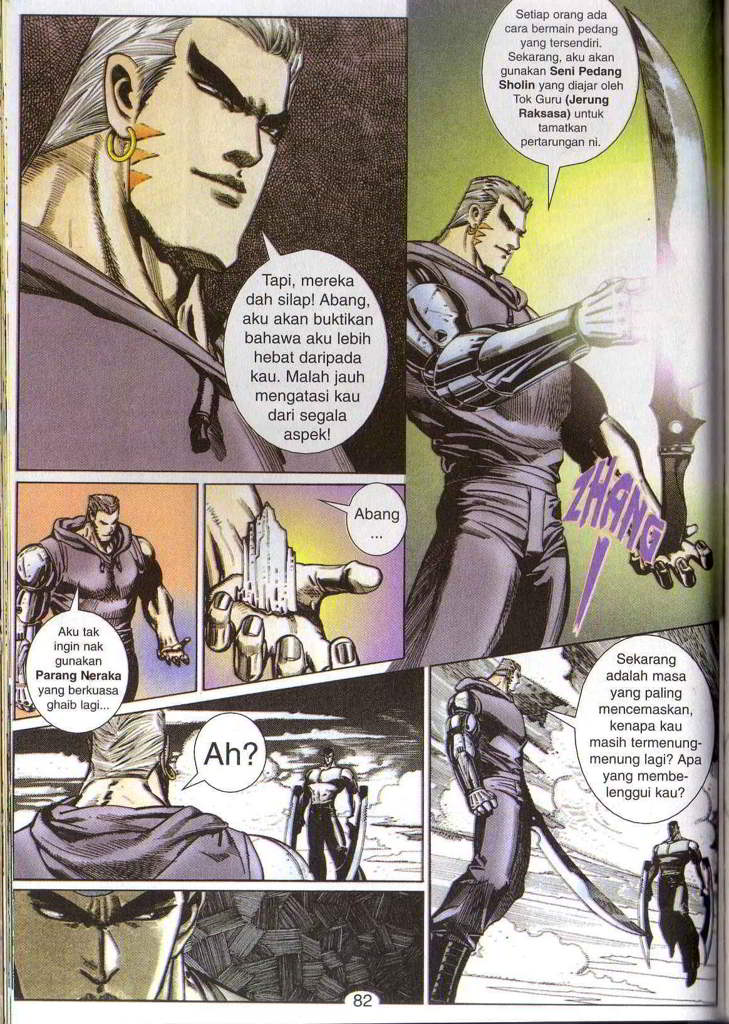 Tapi, mereka
dah silap! Abang,
aku akan buktikan
bahawa aku lebih
hebat daripada
kau. Malah jauh
mengatasi kau
dari segala
aspek!
Setiap orang ada
cara bermain pedang
yang tersendiri.
Sekarang, aku akan
gunakan Seni Pedang
Sholin yang diajar oleh
Tok Guru (Jerung
Raksasa) untuk
tamatkan
pertarungan ni.
ZHANG
!
Aku tak
ingin nak
gunakan
Parang Neraka
yang berkuasa
ghaib lagi...
Abang
...
Ah?
Sekarang
adalah masa
yang paling
mencemaskan,
kenapa kau
masih termenung-
menung lagi? Apa
yang membe-
lenggui kau?
82